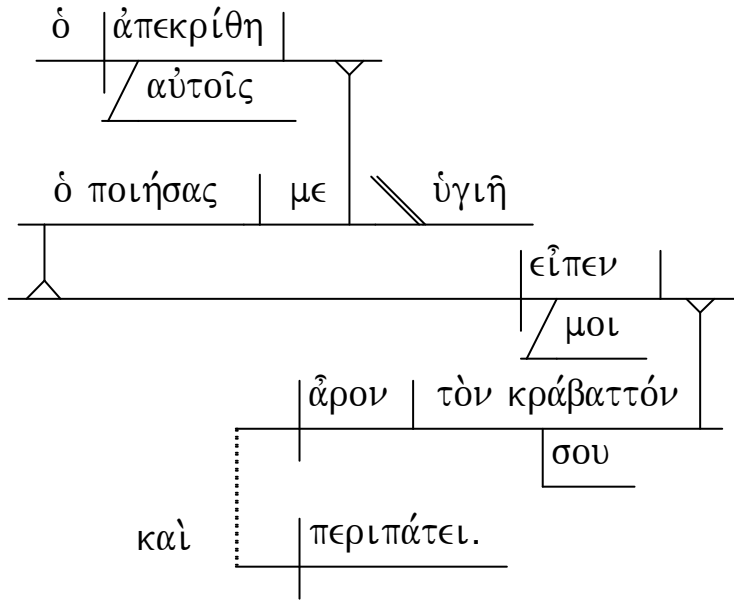 ὁ ἀπεκρίθη
αὐτοῖς
ὁ ποιήσας με ὑγιῆ
εἶπεν
μοι
ἆρον τὸν κράβαττόν
σου
καὶ περιπάτει.